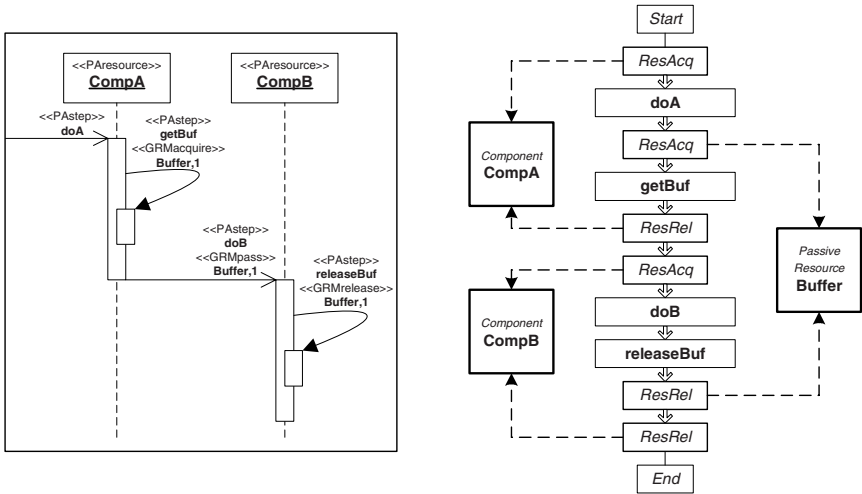 <<PAresource>>
CompA
<<PAresource>>
CompB
<<PAstep>>
doA
<<PAstep>>
getBuf
<<GRMacquire>>
Buffer,1
<<PAstep>>
doB
<<GRMpass>>
Buffer,1
<<PAstep>>
releaseBuf
<<GRMrelease>>
Buffer,1
Start
ResAcq
doA
ResAcq
getBuf
ResRel
ResAcq
doB
releaseBuf
ResRel
ResRel
End
Component
CompA
Component
CompB
Passive
Resource
Buffer